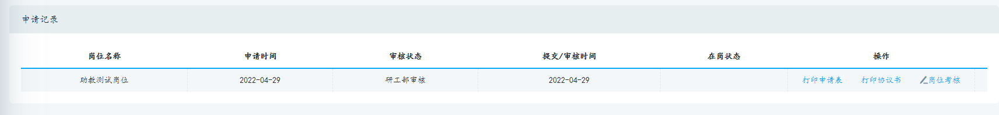 申请记录
岗位名称 申请时间 审核状态 提交/审核时间 在岗状态 操作
助教测试岗位 2022-04-29 研工部审核 2022-04-29 打印申请表 打印协议书 岗位考核